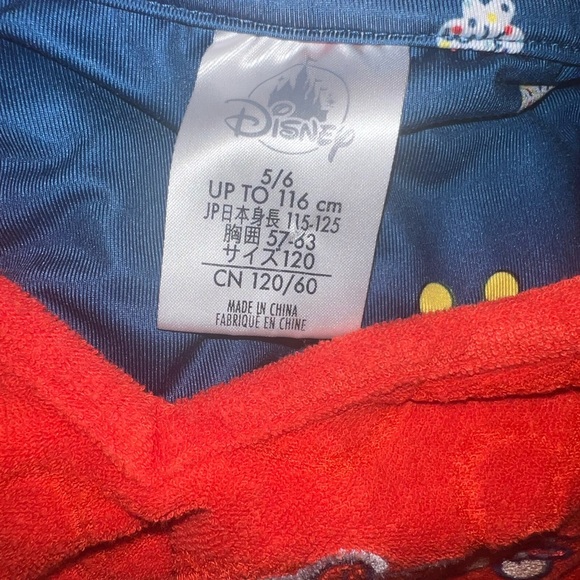 Disney
5/6
UP TO 116 cm
JP日本身長 115-125
胸囲 57-63
サイズ120
CN 120/60
MADE IN CHINA
FABRIQUE EN CHINE